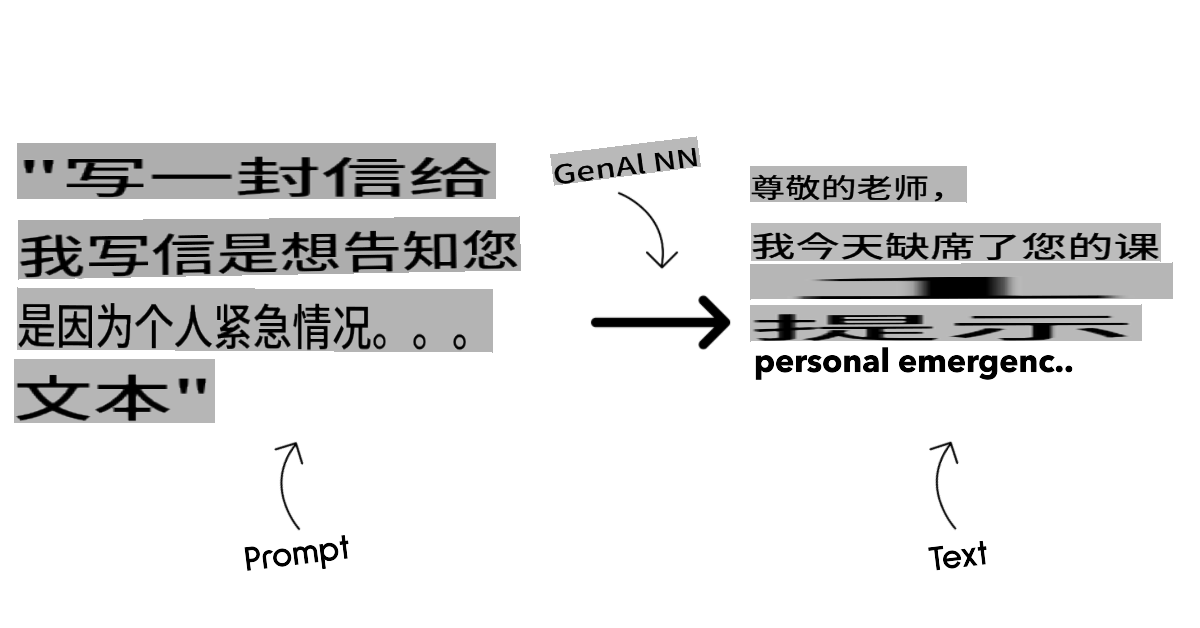 "写一封信给
我写信是想告知您
是因为个人紧急情况。。。
文本"
Prompt
GenAI NN
尊敬的老师，
我今天缺席了您的课
提示
personal emergenc..
Text